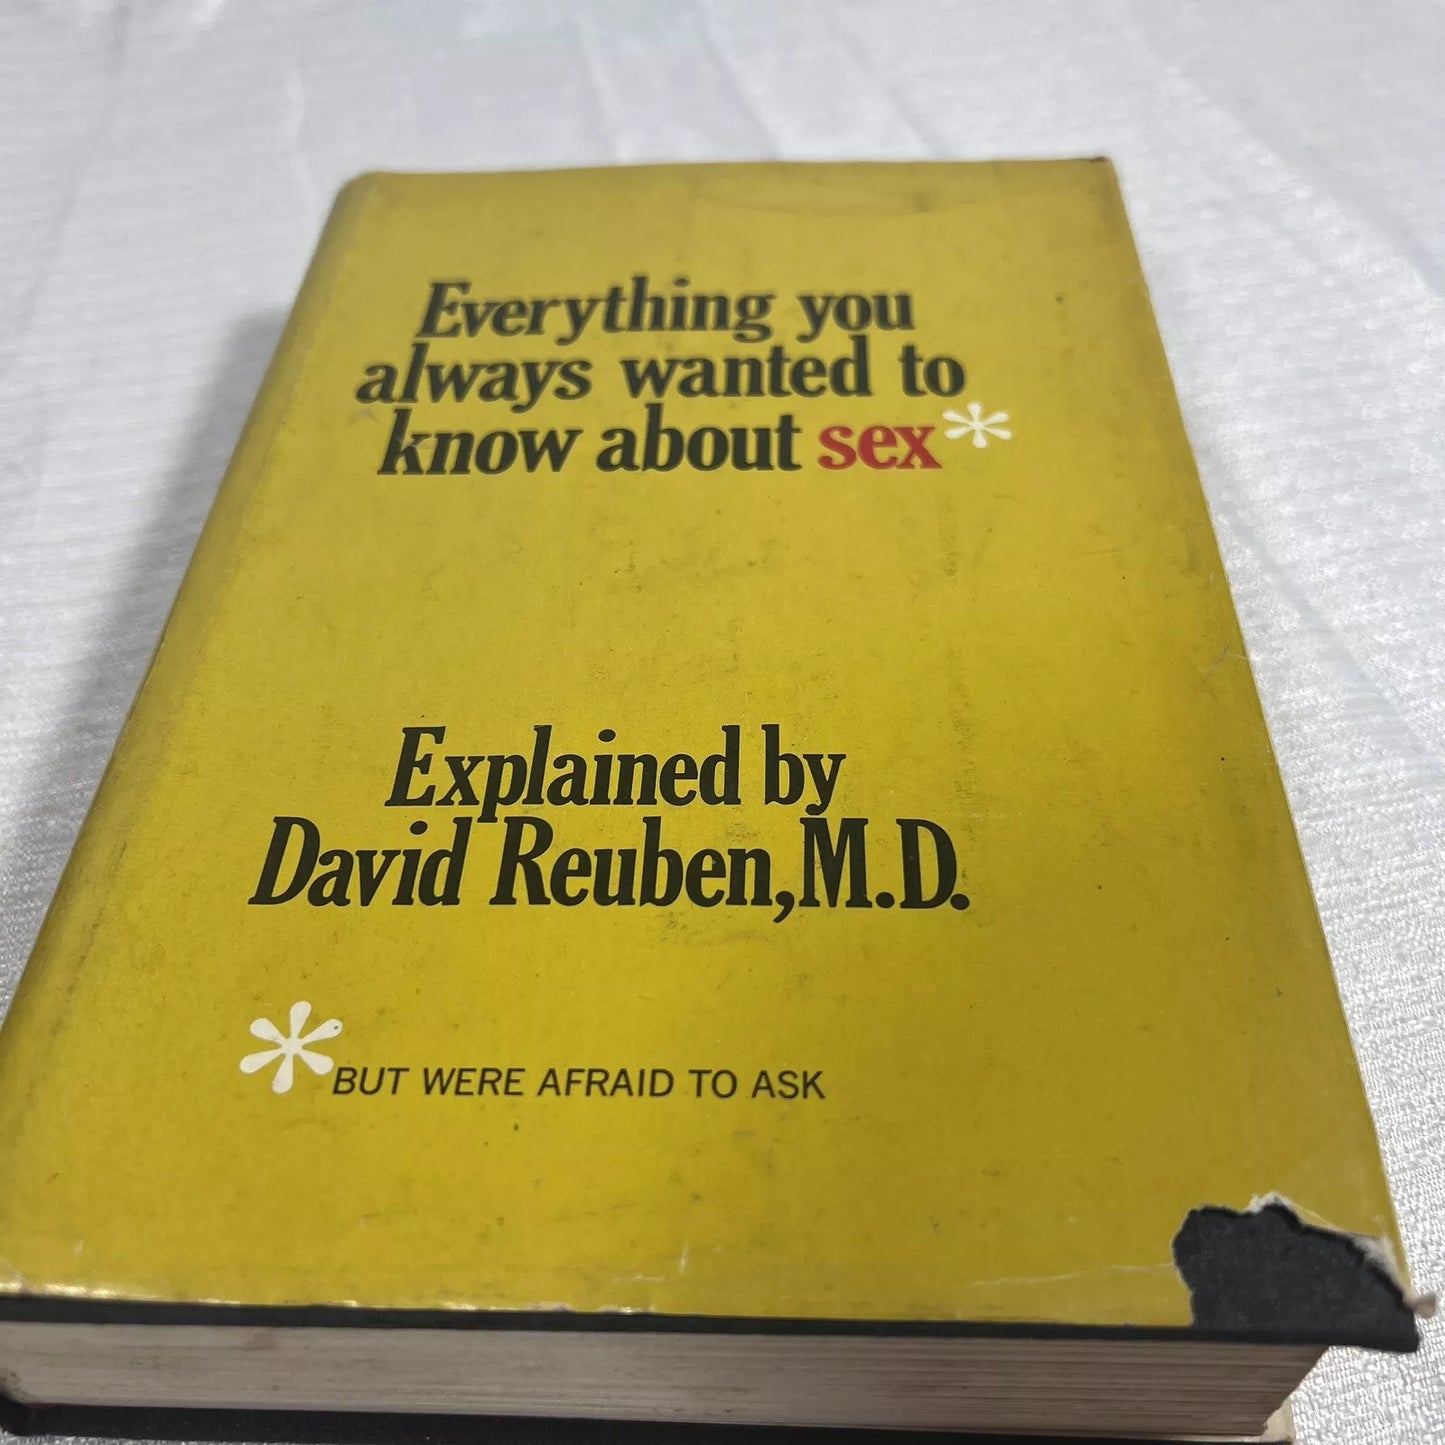 Everything you
always wanted to
know about sex*
Explained by
David Reuben, M.D.
*BUT WERE AFRAID TO ASK